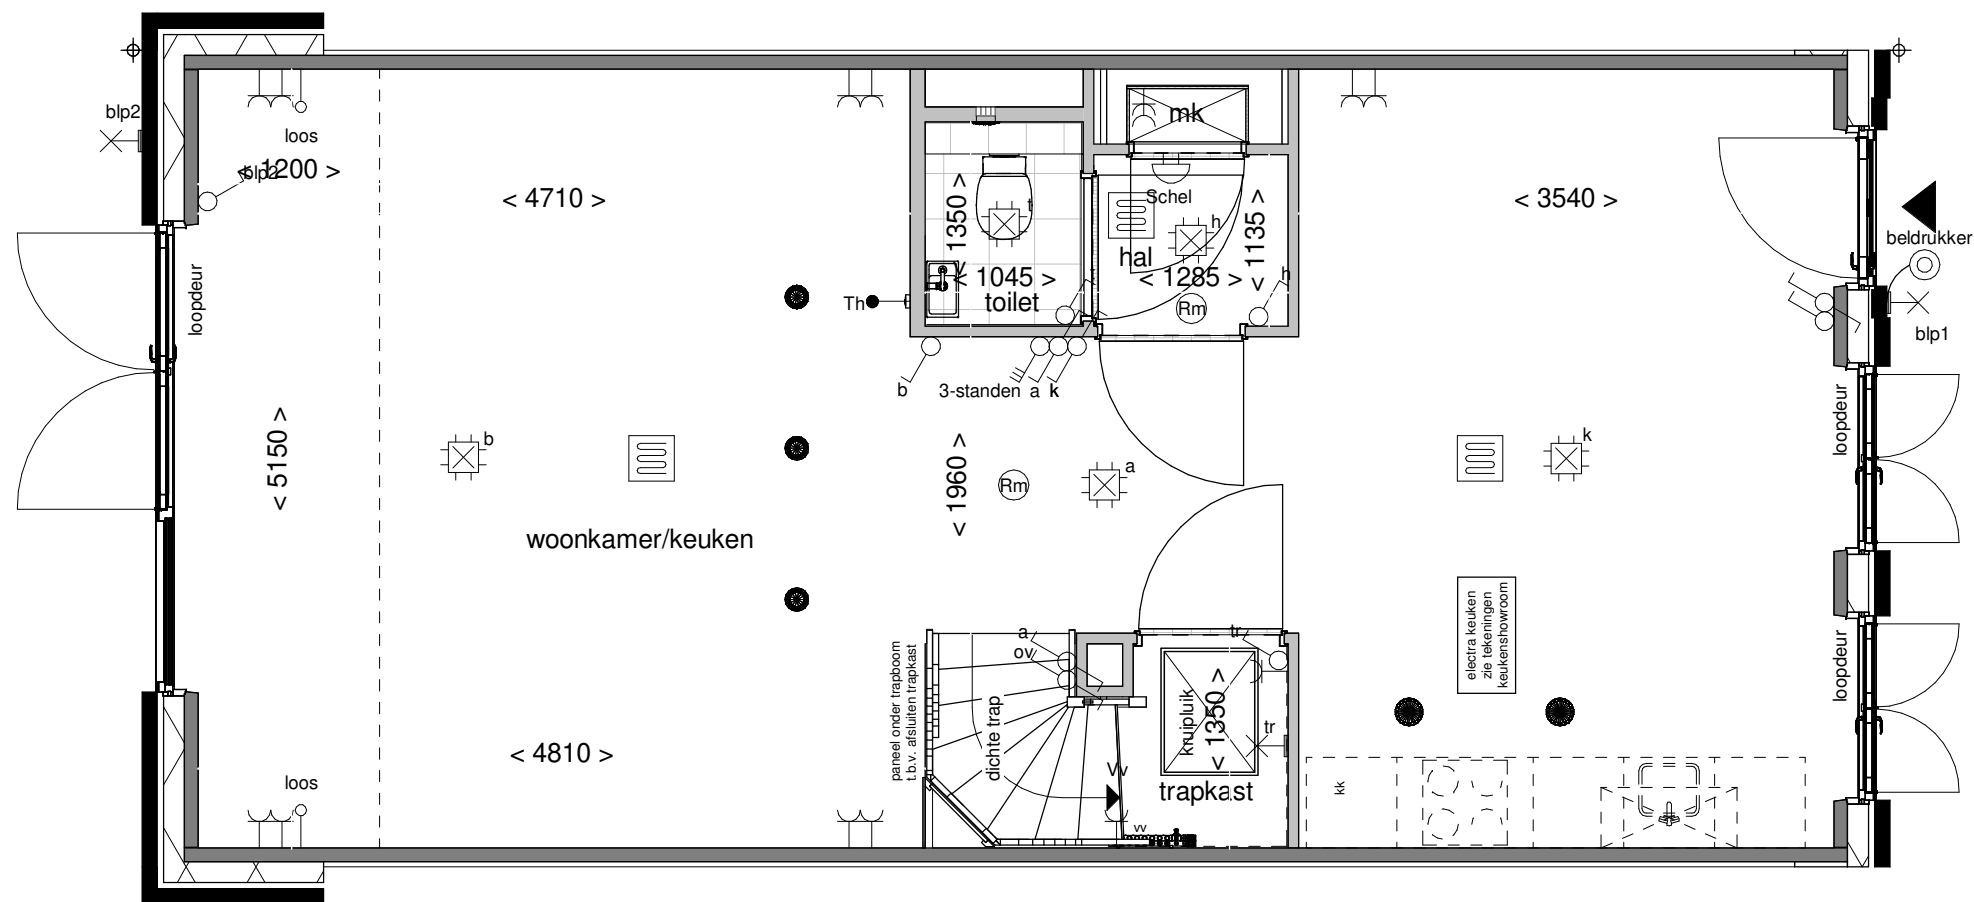 blp2
loos
< 1200 >
blp2
< 4710 >
< 3540 >
mk
Schel
t
h
< 1350 >
< 1135 >
hal
< 1045 >
< 1285 >
toilet
t
h
Rm
Th
beldrukker
blp1
loopdeur
b
3-standen
a
k
loopdeur
< 5150 >
b
< 1960 >
Rm
a
k
woonkamer/keuken
electra keuken
zie tekeningen
keukenshowroom
a
ov
tr
loopdeur
paneel onder trapboom
t.b.v. afsluiten trapkast
dichte trap
kruipluik
< 1350 >
tr
< 4810 >
Vv
trapkast
kk
loos
vv